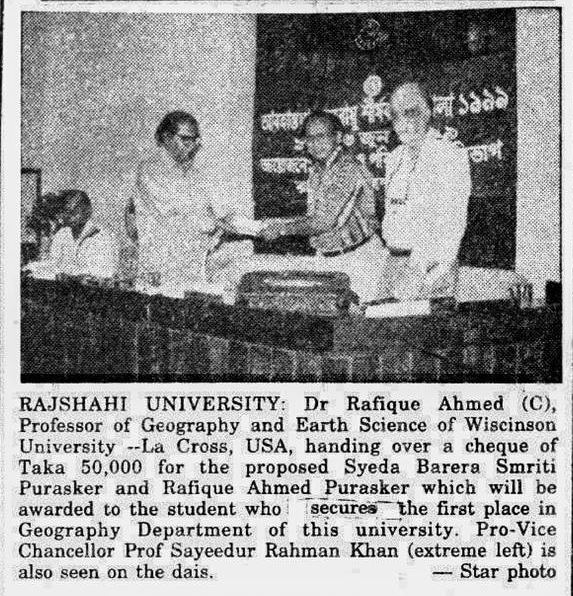 ১৯৯৯
RAJSHAHI UNIVERSITY: Dr Rafique Ahmed (C),
Professor of Geography and Earth Science of Wiscinson
University --La Cross, USA, handing over a cheque of
Taka 50,000 for the proposed Syeda Barera Smriti
Purasker and Rafique Ahmed Purasker which will be
awarded to the student who secures the first place in
Geography Department of this university. Pro-Vice
Chancellor Prof Sayeedur Rahman Khan (extreme left) is
also seen on the dais. — Star photo